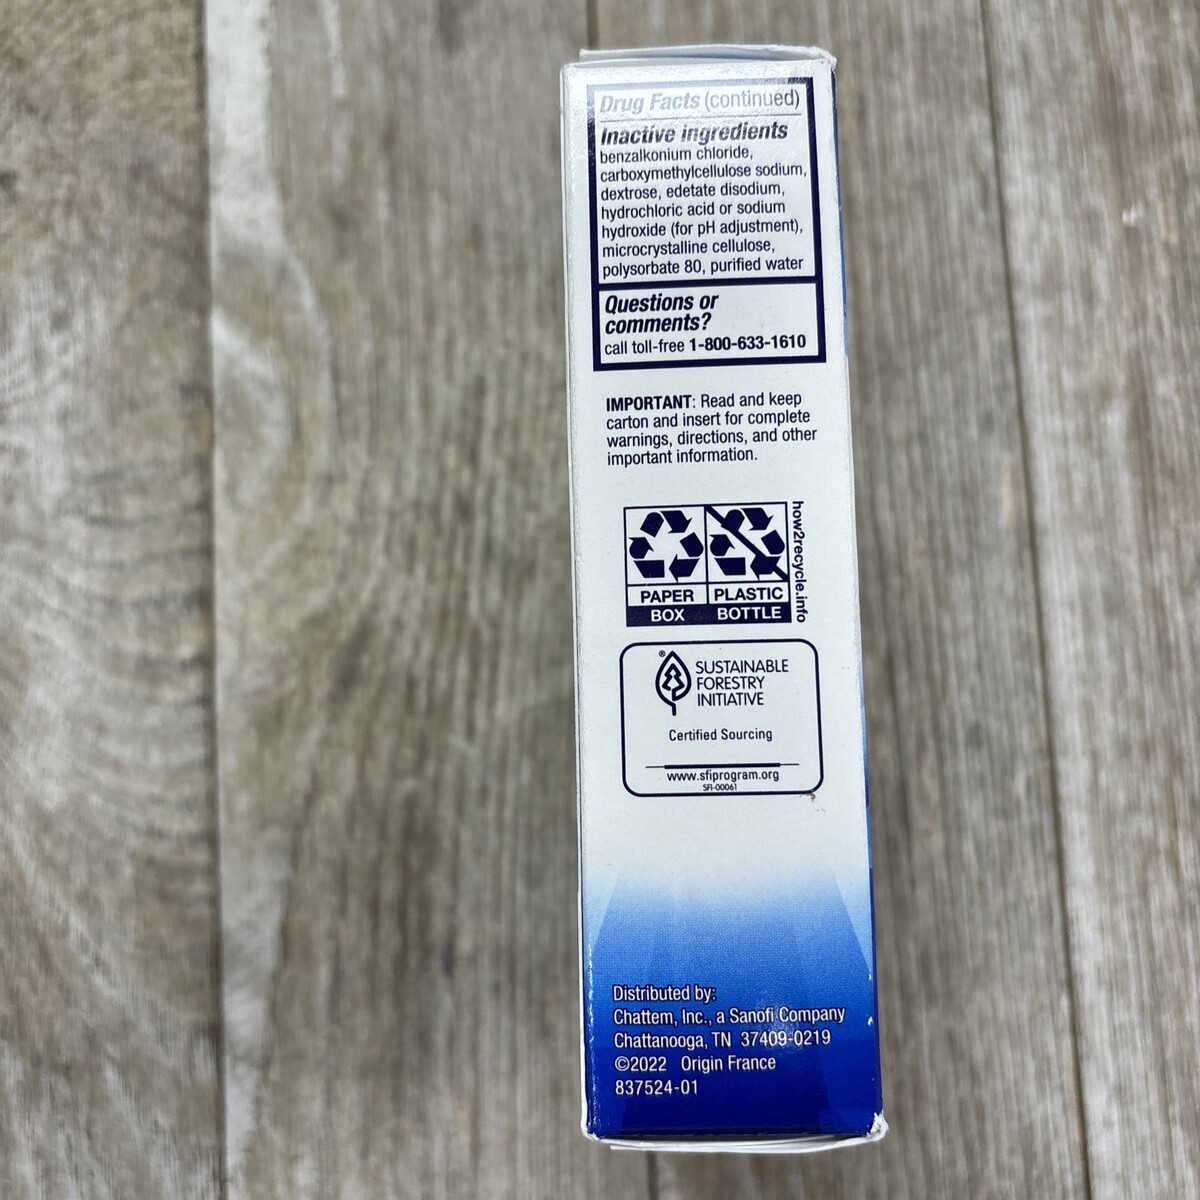 Drug Facts (continued)
Inactive ingredients
benzalkonium chloride,
carboxymethylcellulose sodium,
dextrose, edetate disodium,
hydrochloric acid or sodium
hydroxide (for pH adjustment),
microcrystalline cellulose,
polysorbate 80, purified water
Questions or
comments?
call toll-free 1-800-633-1610
IMPORTANT: Read and keep
carton and insert for complete
warnings, directions, and other
important information.
PAPER
BOX
PLASTIC
BOTTLE
how2recycle.info
®
SUSTAINABLE
FORESTRY
INITIATIVE
Certified Sourcing
www.sfiprogram.org
SFI-00061
Distributed by:
Chattem, Inc., a Sanofi Company
Chattanooga, TN 37409-0219
©2022 Origin France
837524-01